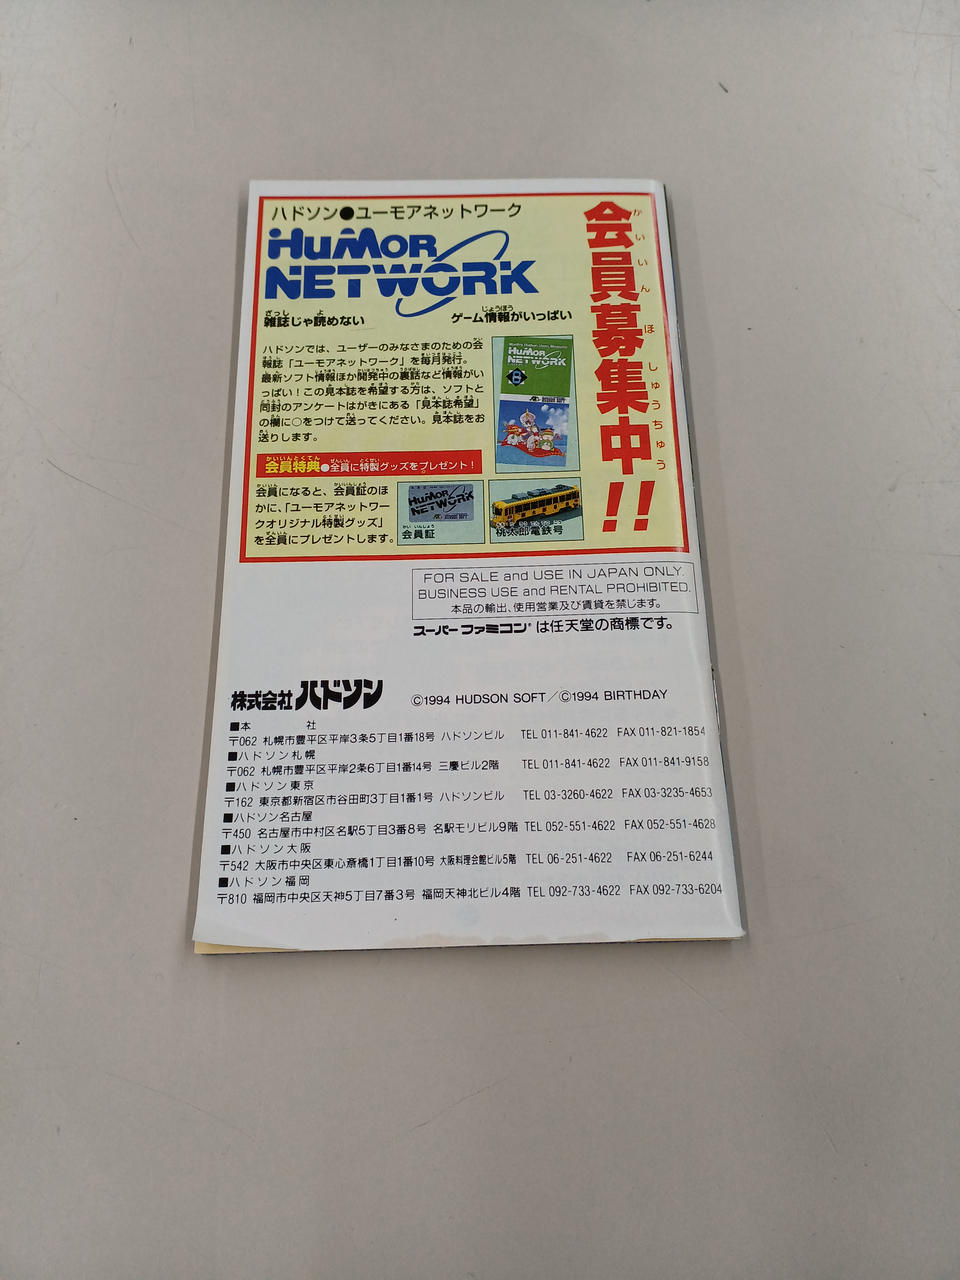 ハドソン●ユーモアネットワーク
HuMOR
NETWORK
雑誌じゃ読めない
ゲーム情報がいっぱい
会員募集中!!
かいいんぼしゅうちゅう
ハドソンでは、ユーザーのみなさまのための会
報誌「ユーモアネットワーク」を毎月発行。
最新ソフト情報ほか開発中の裏話など情報がい
っぱい!この見本誌を希望する方は、ソフトと
同封のアンケートはがきにある「見本誌希望」
の欄に○をつけて送ってください。見本誌をお
送りします。
HuMOR
NETWORK
会員特典●全員に特製グッズをプレゼント!
会員になると、会員証のほ
かに、「ユーモアネットワー
クオリジナル特製グッズ」
を全員にプレゼントします。
HuMOR
NETWORK
会員証
桃太郎電鉄号
FOR SALE and USE IN JAPAN ONLY.
BUSINESS USE and RENTAL PROHIBITED.
本品の輸出、使用営業及び賃貸を禁じます。
スーパーファミコン®は任天堂の商標です。
株式会社ハドソン ©1994 HUDSON SOFT/©1994 BIRTHDAY
■本 社
〒062 札幌市豊平区平岸3条5丁目1番18号 ハドソンビル TEL 011-841-4622 FAX 011-821-1854
■ハドソン札幌
〒062 札幌市豊平区平岸2条6丁目1番14号 三慶ビル2階 TEL 011-841-4622 FAX 011-841-9158
■ハドソン東京
〒162 東京都新宿区市谷田町3丁目1番1号 ハドソンビル TEL 03-3260-4622 FAX 03-3235-4653
■ハドソン名古屋
〒450 名古屋市中村区名駅5丁目3番8号 名駅モリビル9階 TEL 052-551-4622 FAX 052-551-4628
■ハドソン大阪
〒542 大阪市中央区東心斎橋1丁目1番10号 大阪料理会館ビル5階 TEL 06-251-4622 FAX 06-251-6244
■ハドソン福岡
〒810 福岡市中央区天神5丁目7番3号 福岡天神北ビル4階 TEL 092-733-4622 FAX 092-733-6204